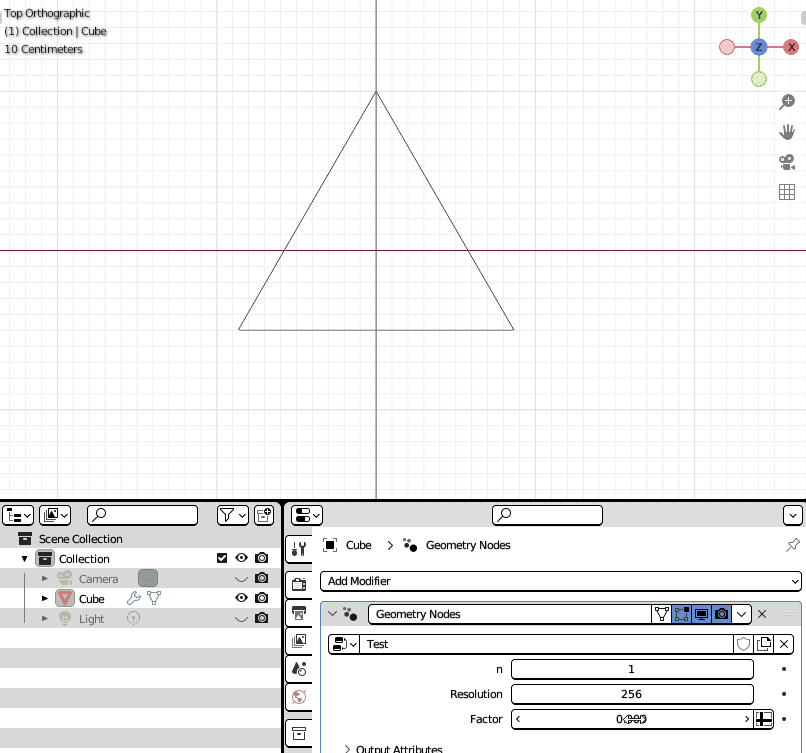 Top Orthographic
(1) Collection | Cube
10 Centimeters
Y
Z
X
Scene Collection
Collection
Camera
Cube
Light
Cube > Geometry Nodes
Add Modifier
Geometry Nodes
Test
n 1
Resolution 256
Factor
Output Attributes